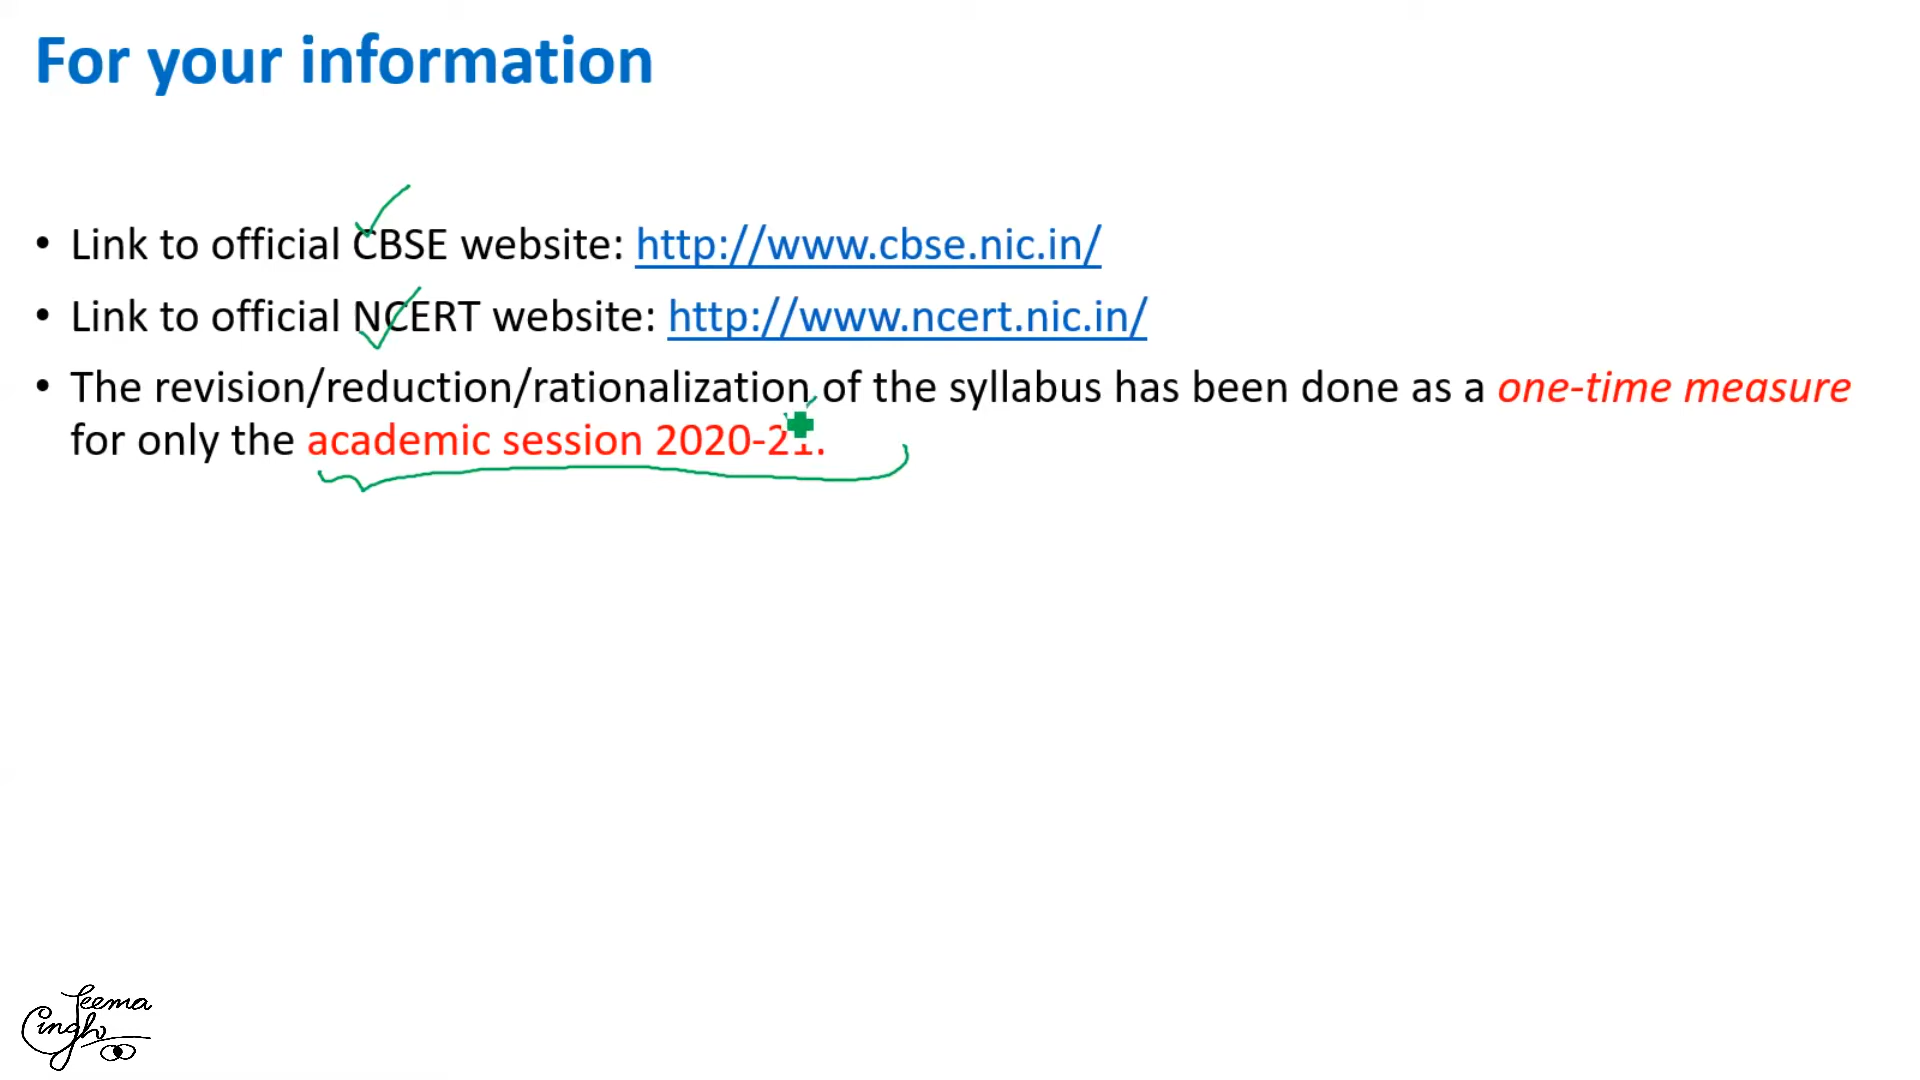 For your information
• Link to official CBSE website: http://www.cbse.nic.in/
• Link to official NCERT website: http://www.ncert.nic.in/
• The revision/reduction/rationalization of the syllabus has been done as a one-time measure
for only the academic session 2020-21.
Seema
Singh